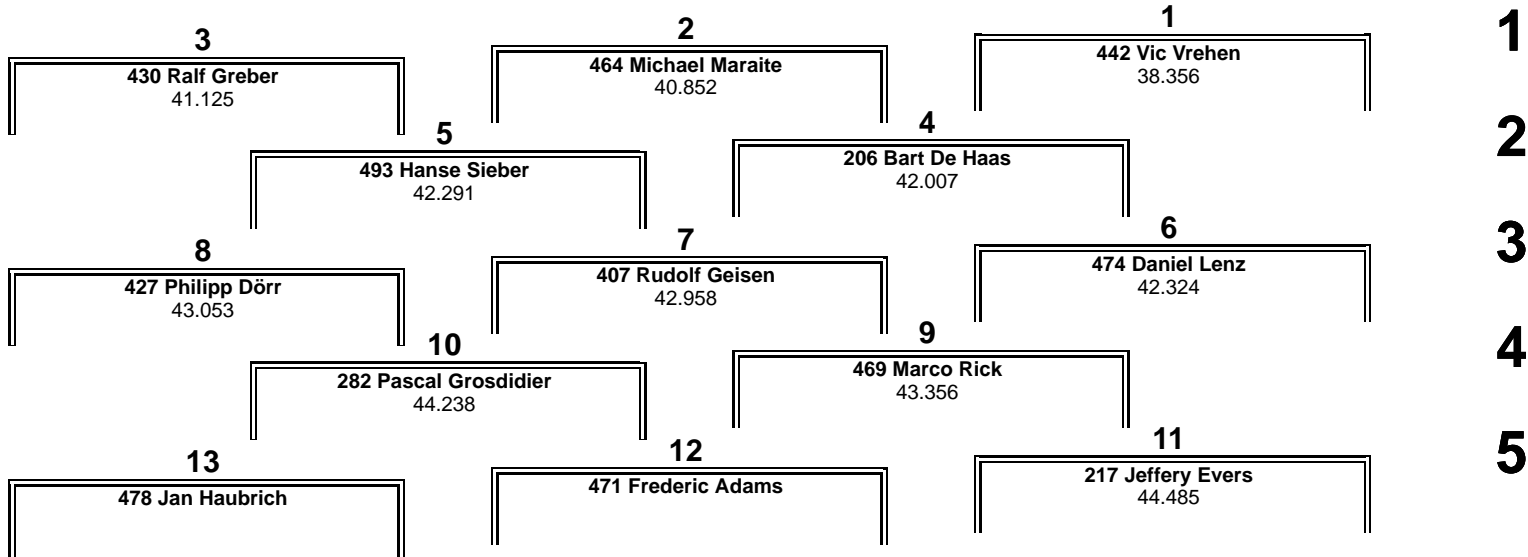 3
2
1
1
430 Ralf Greber
41.125
464 Michael Maraite
40.852
442 Vic Vrehen
38.356
5
4
2
493 Hanse Sieber
42.291
206 Bart De Haas
42.007
8
7
6
3
427 Philipp Dörr
43.053
407 Rudolf Geisen
42.958
474 Daniel Lenz
42.324
10
9
4
282 Pascal Grosdidier
44.238
469 Marco Rick
43.356
13
12
11
5
478 Jan Haubrich
471 Frederic Adams
217 Jeffery Evers
44.485